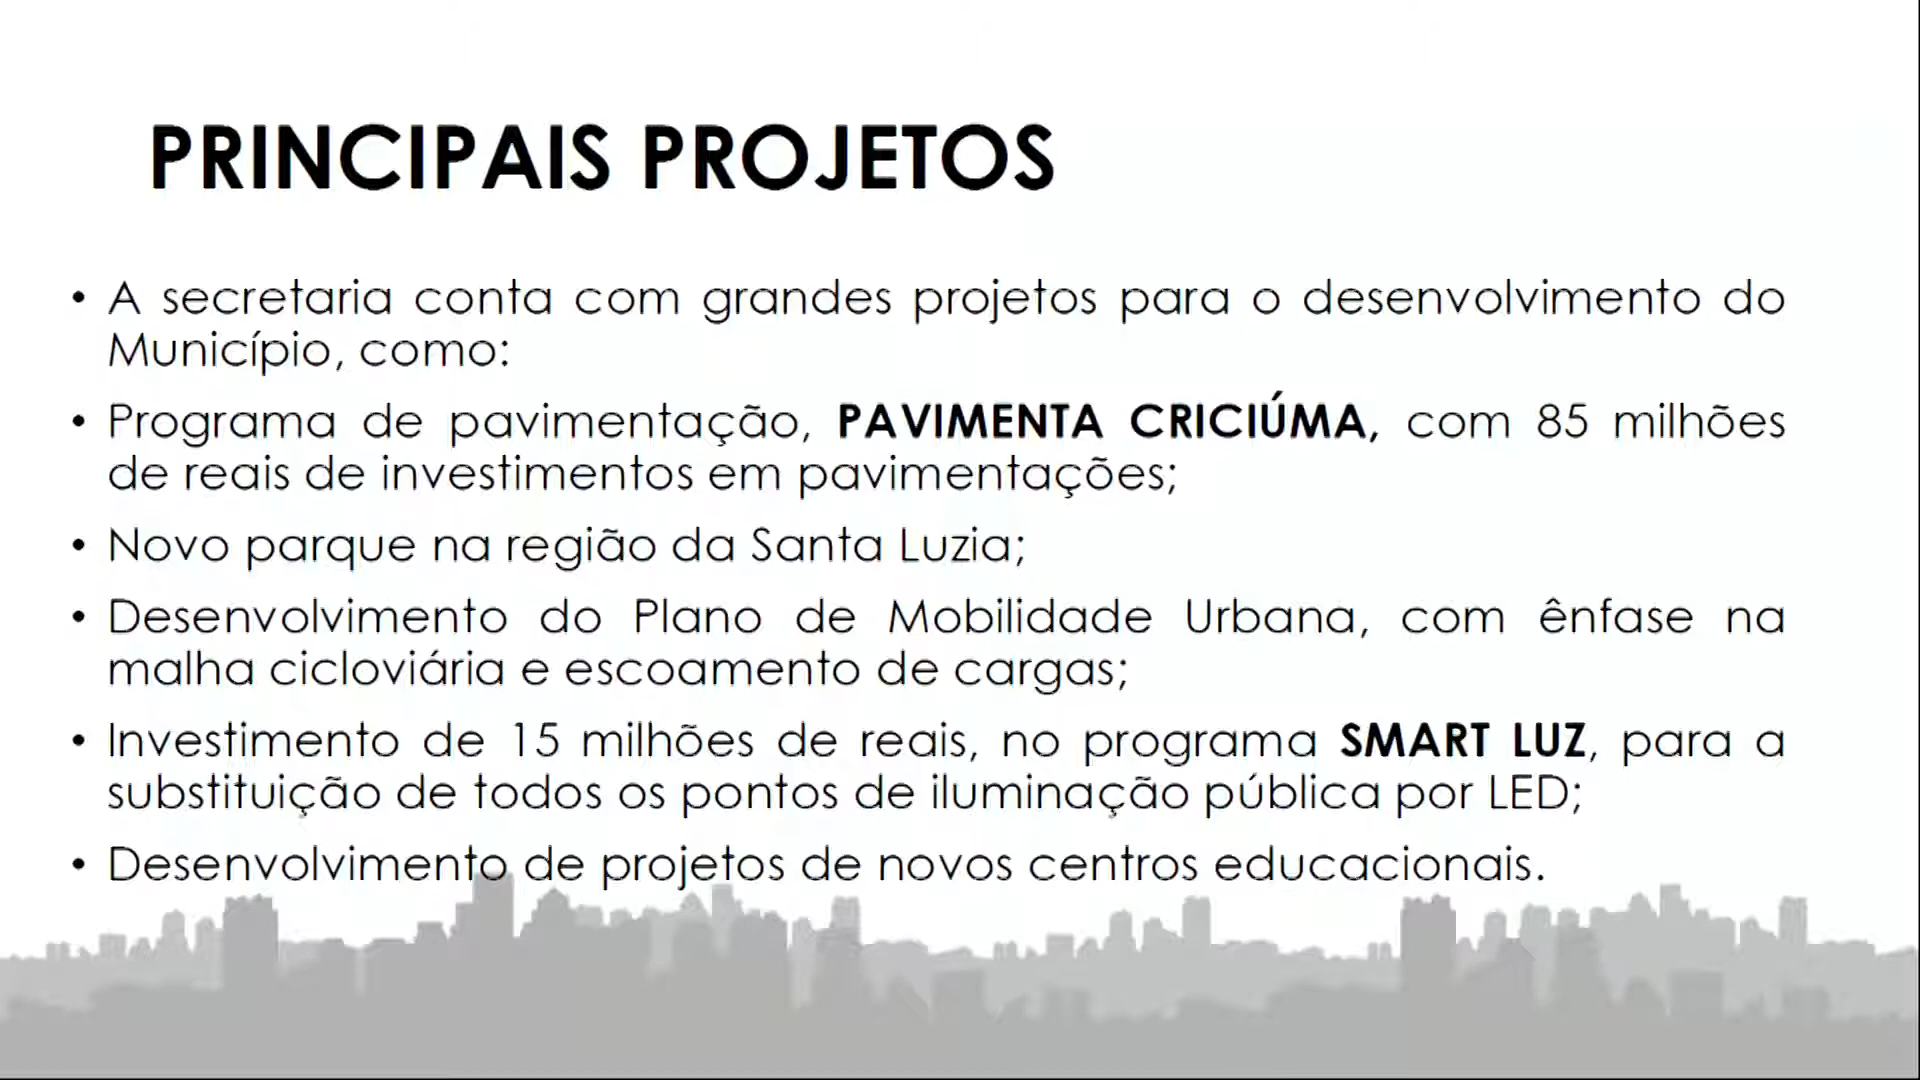 PRINCIPAIS PROJETOS
• A secretaria conta com grandes projetos para o desenvolvimento do
Município, como:
• Programa de pavimentação, PAVIMENTA CRICIÚMA, com 85 milhões
de reais de investimentos em pavimentações;
• Novo parque na região da Santa Luzia;
• Desenvolvimento do Plano de Mobilidade Urbana, com ênfase na
malha cicloviária e escoamento de cargas;
• Investimento de 15 milhões de reais, no programa SMART LUZ, para a
substituição de todos os pontos de iluminação pública por LED;
• Desenvolvimento de projetos de novos centros educacionais.